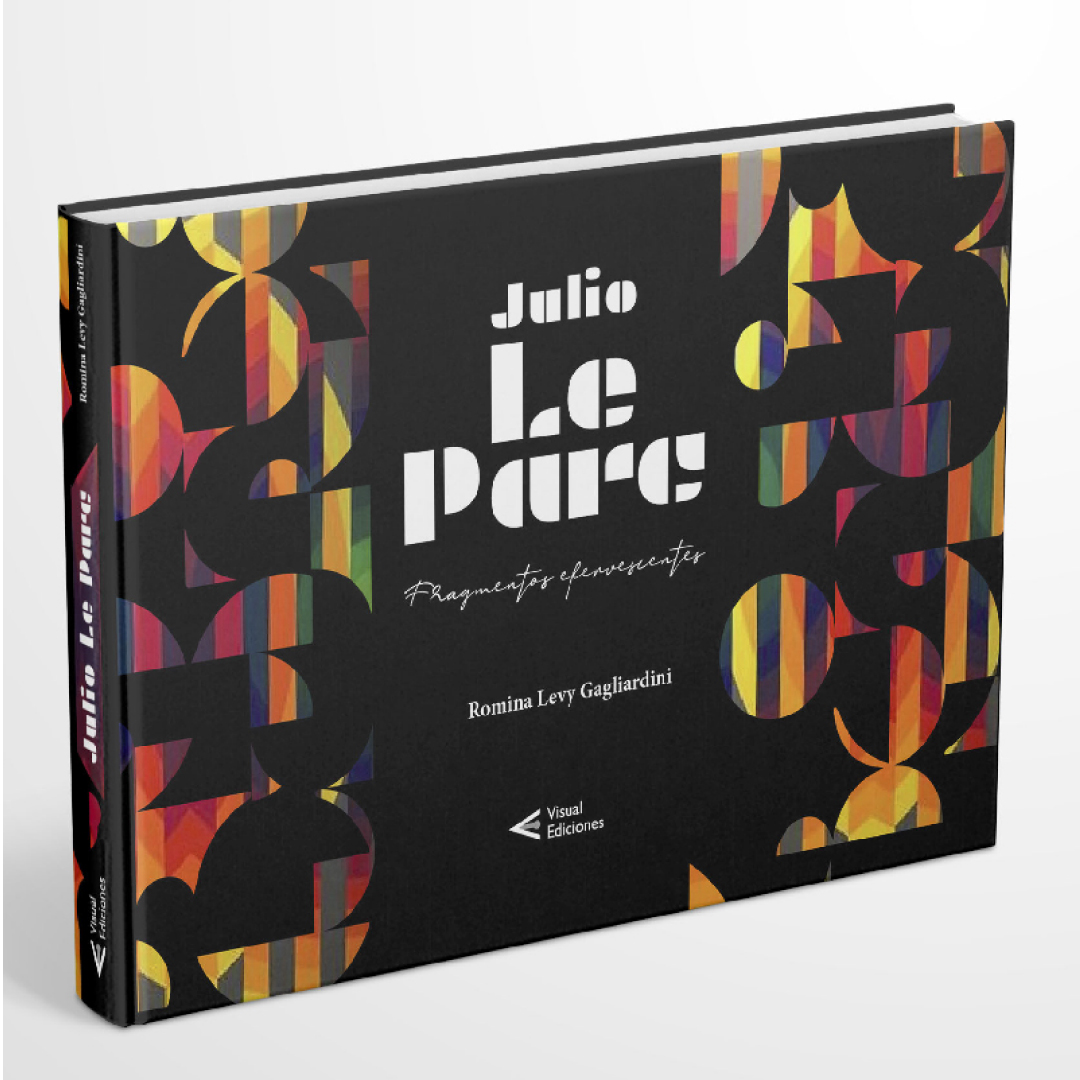 Julio
Le
Parc
Fragmentos efervescentes
Romina Levy Gagliardini
Visual
Ediciones
Romina Levy Gagliardini
Julio Le Parc
Visual
Ediciones